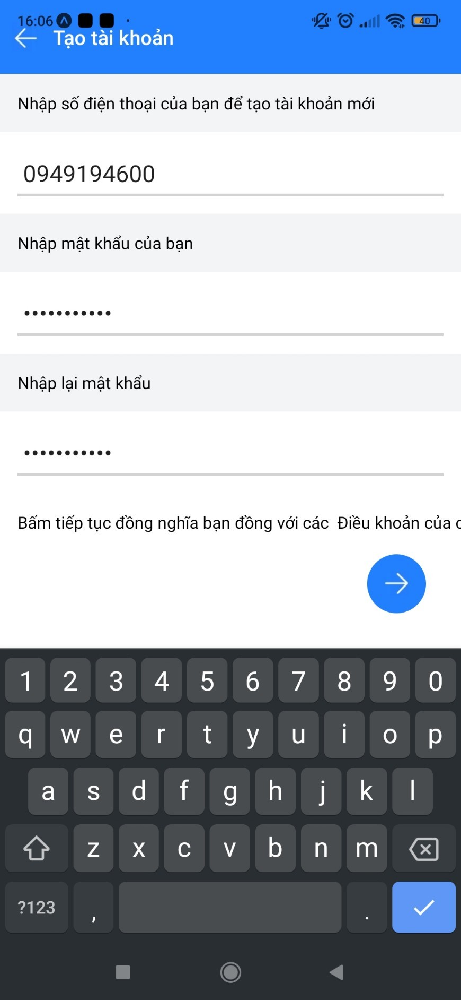 16:06
40
Tạo tài khoản
Nhập số điện thoại của bạn để tạo tài khoản mới
0949194600
Nhập mật khẩu của bạn
•••••••••••
Nhập lại mật khẩu
•••••••••••
Bấm tiếp tục đồng nghĩa bạn đồng với các Điều khoản của c
1 2 3 4 5 6 7 8 9 0
q w e r t y u i o p
a s d f g h j k l
z x c v b n m
?123 , .